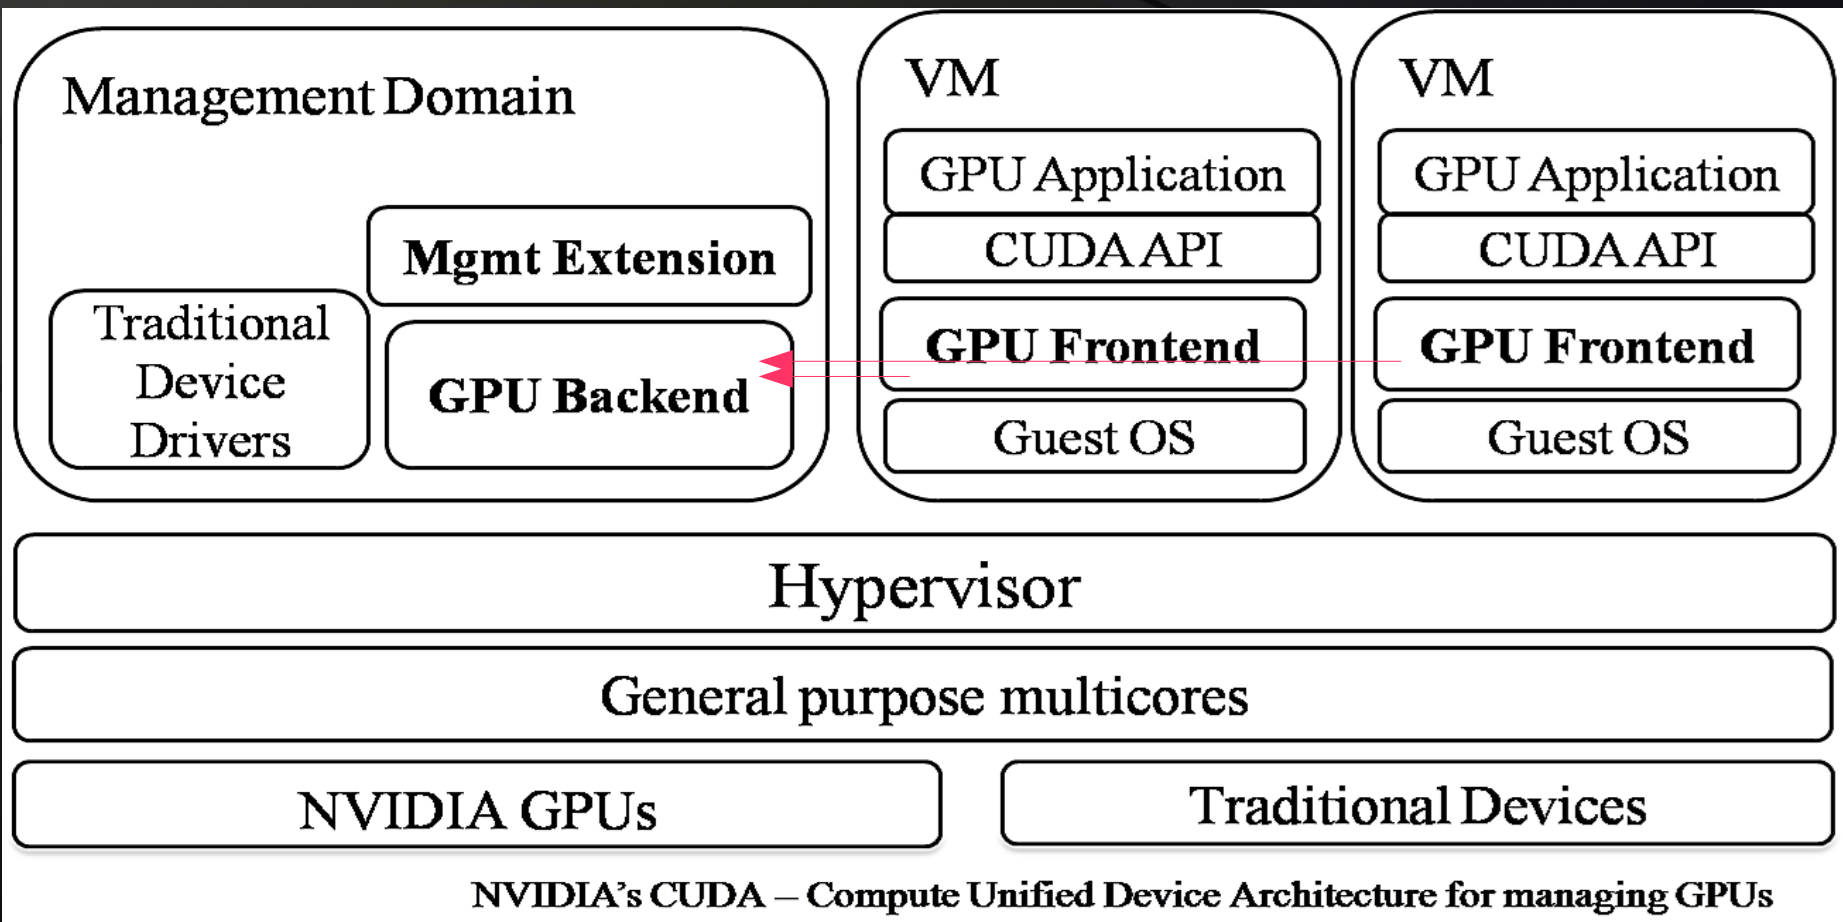 Management Domain
Mgmt Extension
Traditional
Device
Drivers
GPU Backend
VM
GPU Application
CUDA API
GPU Frontend
Guest OS
VM
GPU Application
CUDA API
GPU Frontend
Guest OS
Hypervisor
General purpose multicores
NVIDIA GPUs
Traditional Devices
NVIDIA's CUDA – Compute Unified Device Architecture for managing GPUs